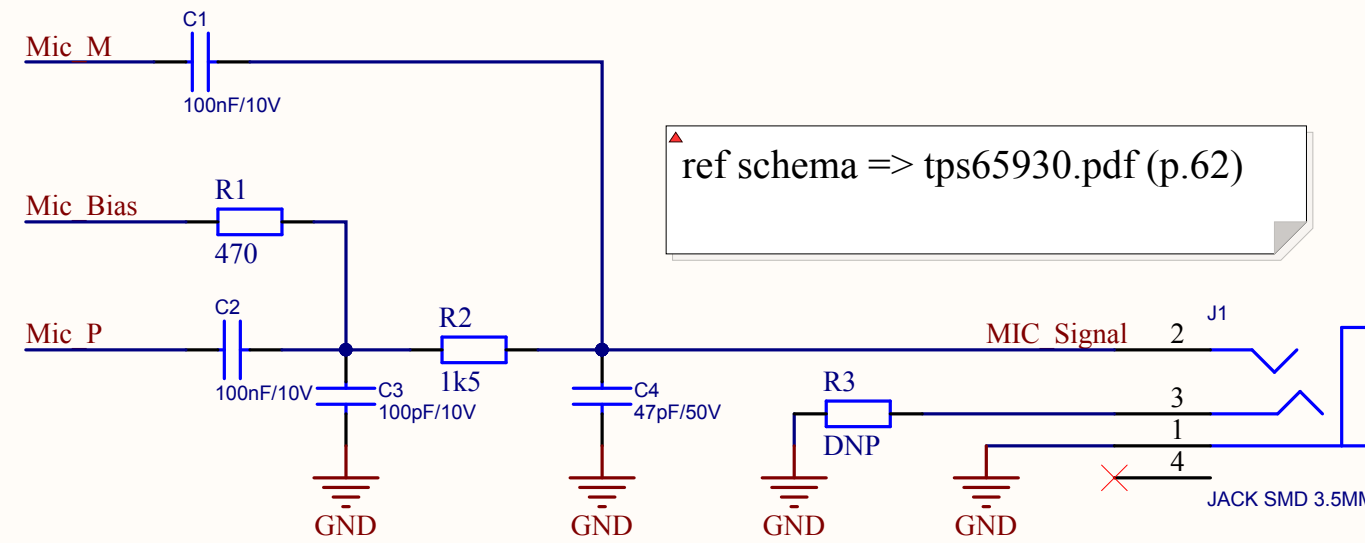 C1
Mic_M
100nF/10V
ref schema => tps65930.pdf (p.62)
R1
Mic_Bias
470
C2
Mic_P
100nF/10V
R2
1k5
C3
100pF/10V
C4
47pF/50V
MIC_Signal
2
J1
R3
DNP
3
1
4
JACK SMD 3.5MM
GND
GND
GND
GND